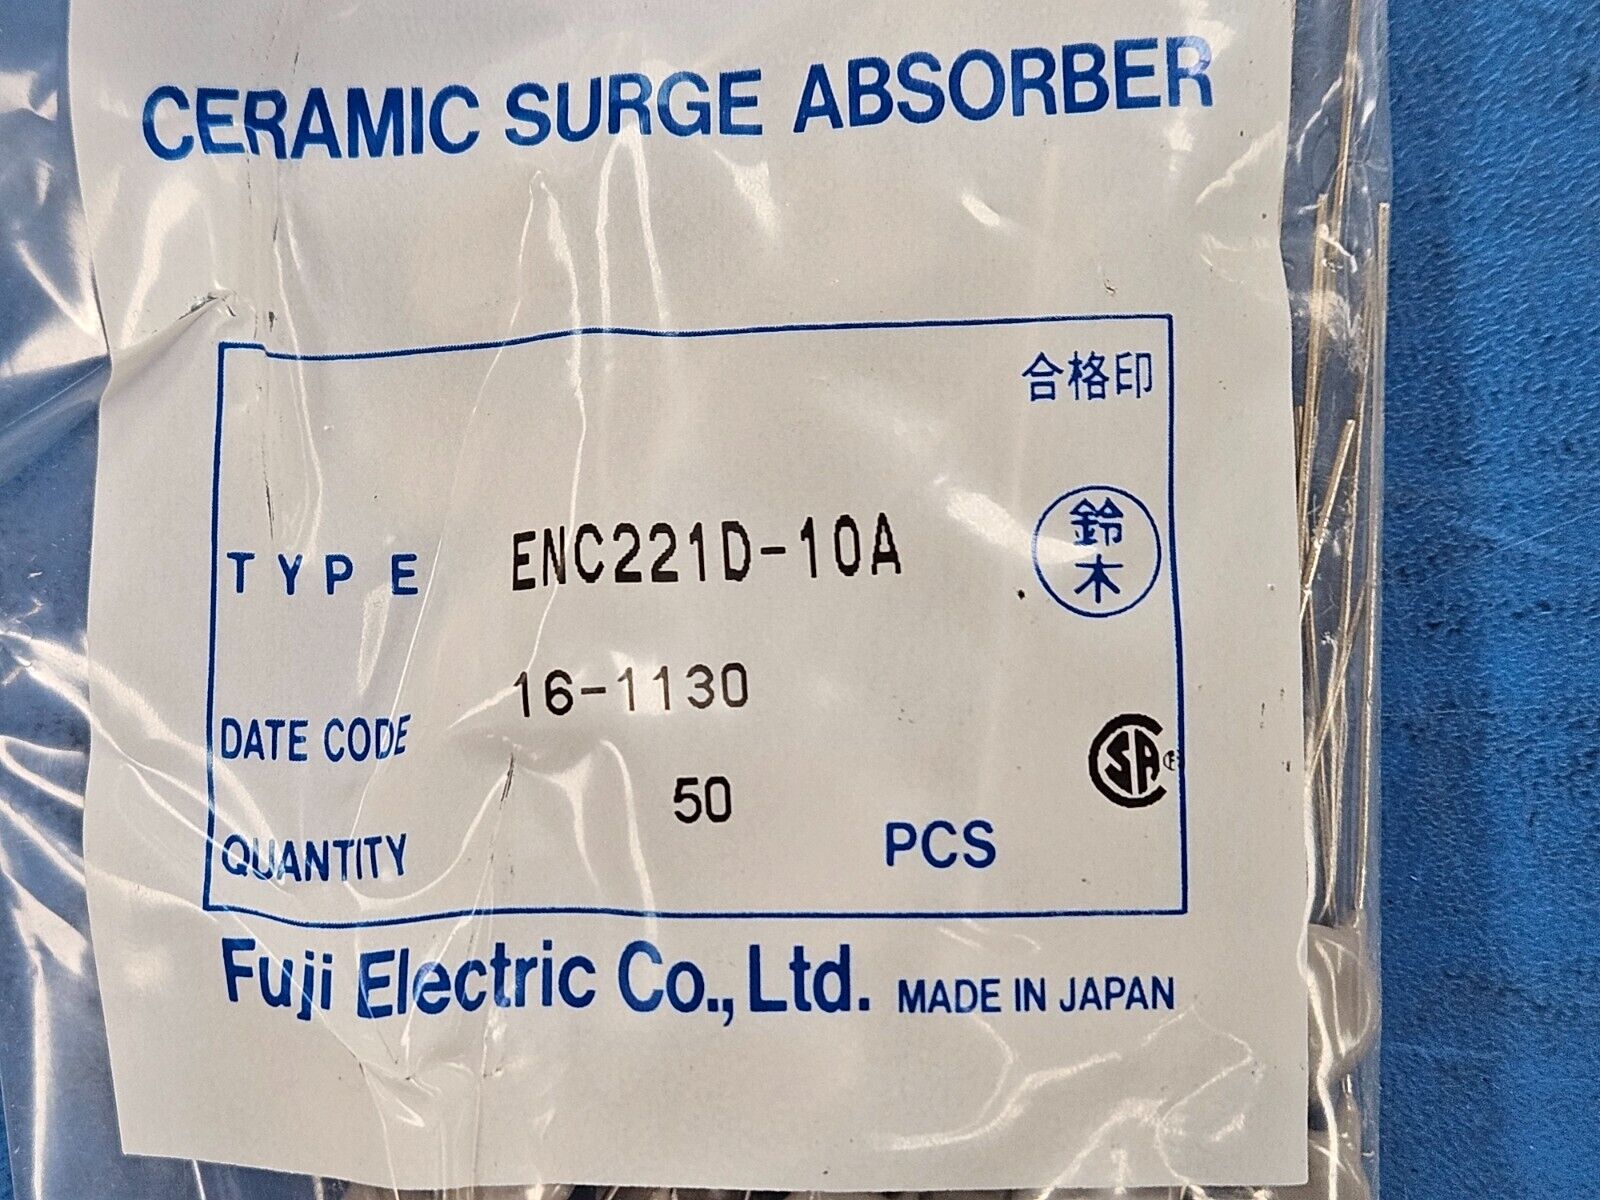 CERAMIC SURGE ABSORBER
合格印
TYPE ENC221D-10A
鈴
木
DATE CODE 16-1130
SA
QUANTITY 50 PCS
Fuji Electric Co., Ltd. MADE IN JAPAN